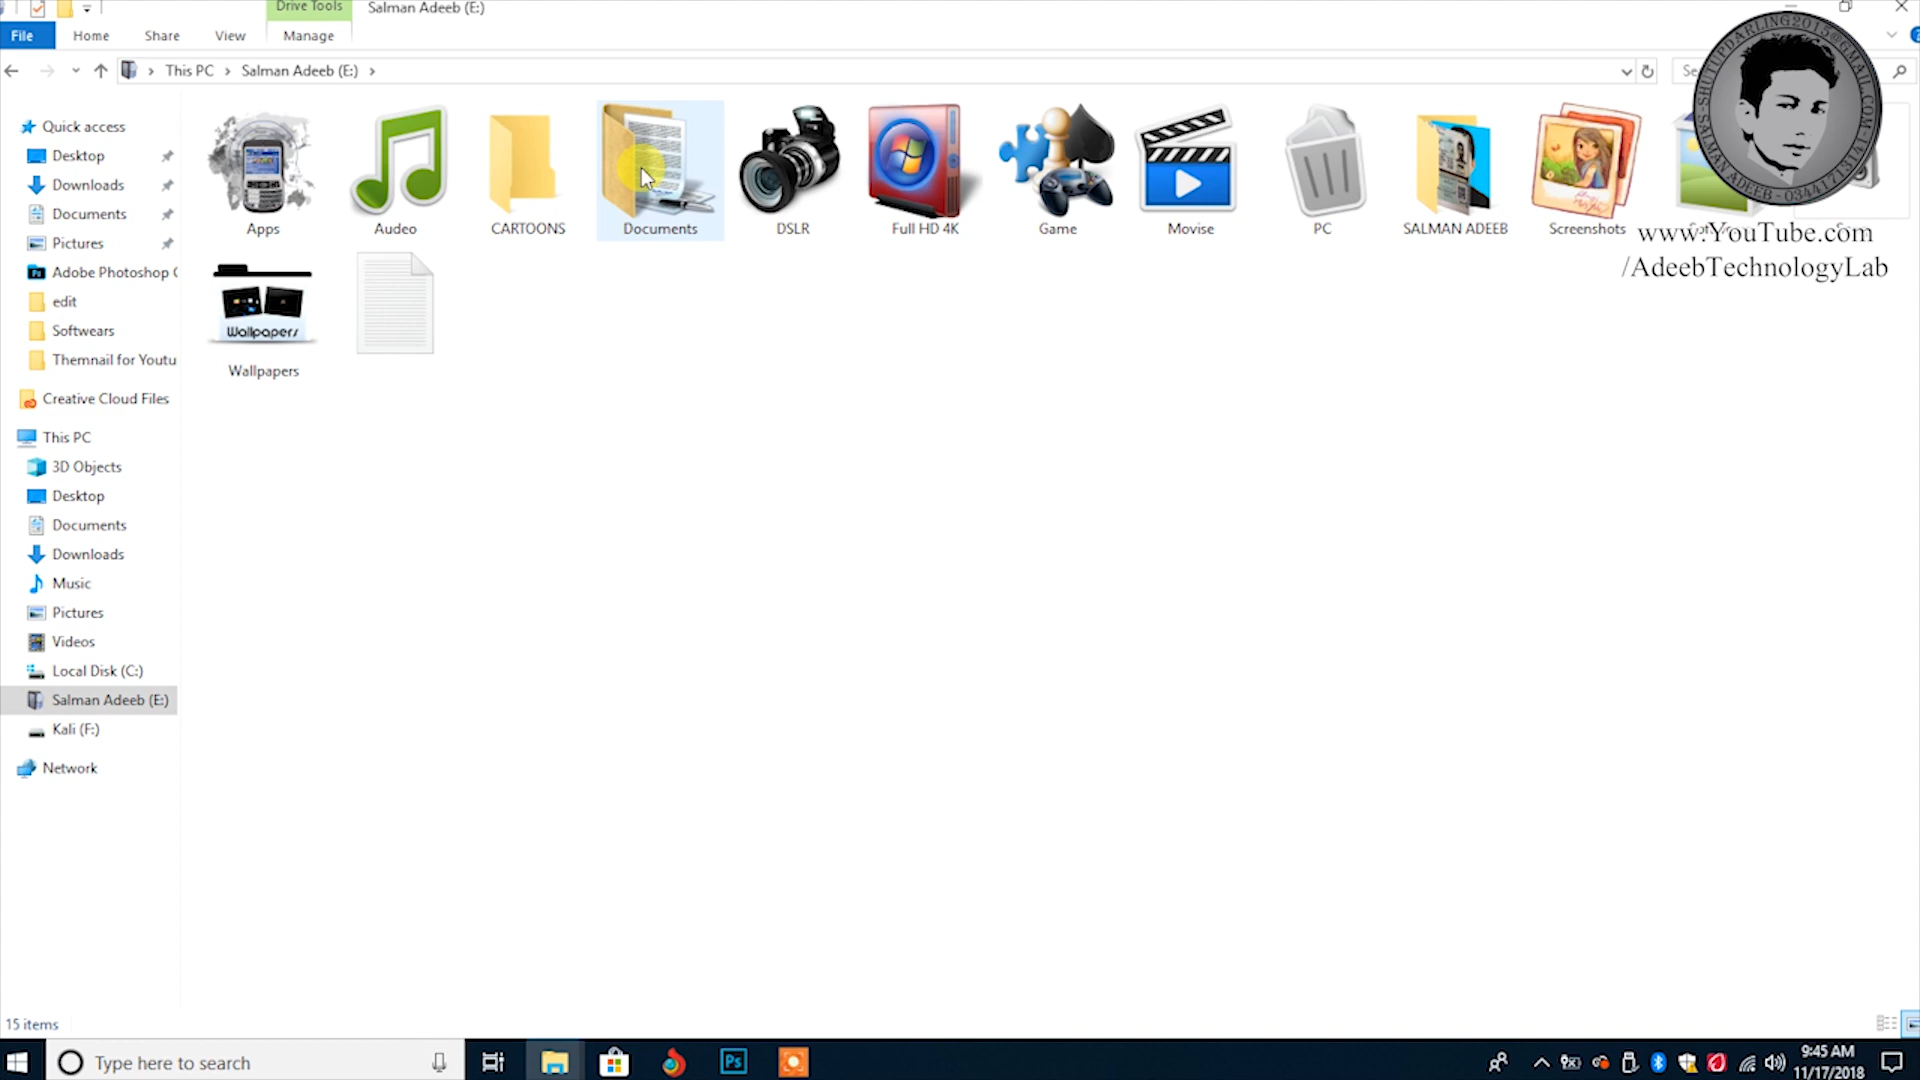 Drive Tools
Salman Adeeb (E:)
File
Home
Share
View
Manage
This PC
Salman Adeeb (E:)
Quick access
Desktop
Downloads
Documents
Pictures
Adobe Photoshop
edit
Softwears
Themnail for Youtu
Creative Cloud Files
This PC
3D Objects
Desktop
Documents
Downloads
Music
Pictures
Videos
Local Disk (C:)
Salman Adeeb (E:)
Kali (F:)
Network
Apps
Audeo
CARTOONS
Documents
DSLR
Full HD 4K
Game
Movise
PC
SALMAN ADEEB
Screenshots
Wallpapers
Wallpapers
www.YouTube.com
/AdeebTechnologyLab
15 items
Type here to search
Ps
9:45 AM
11/17/2018